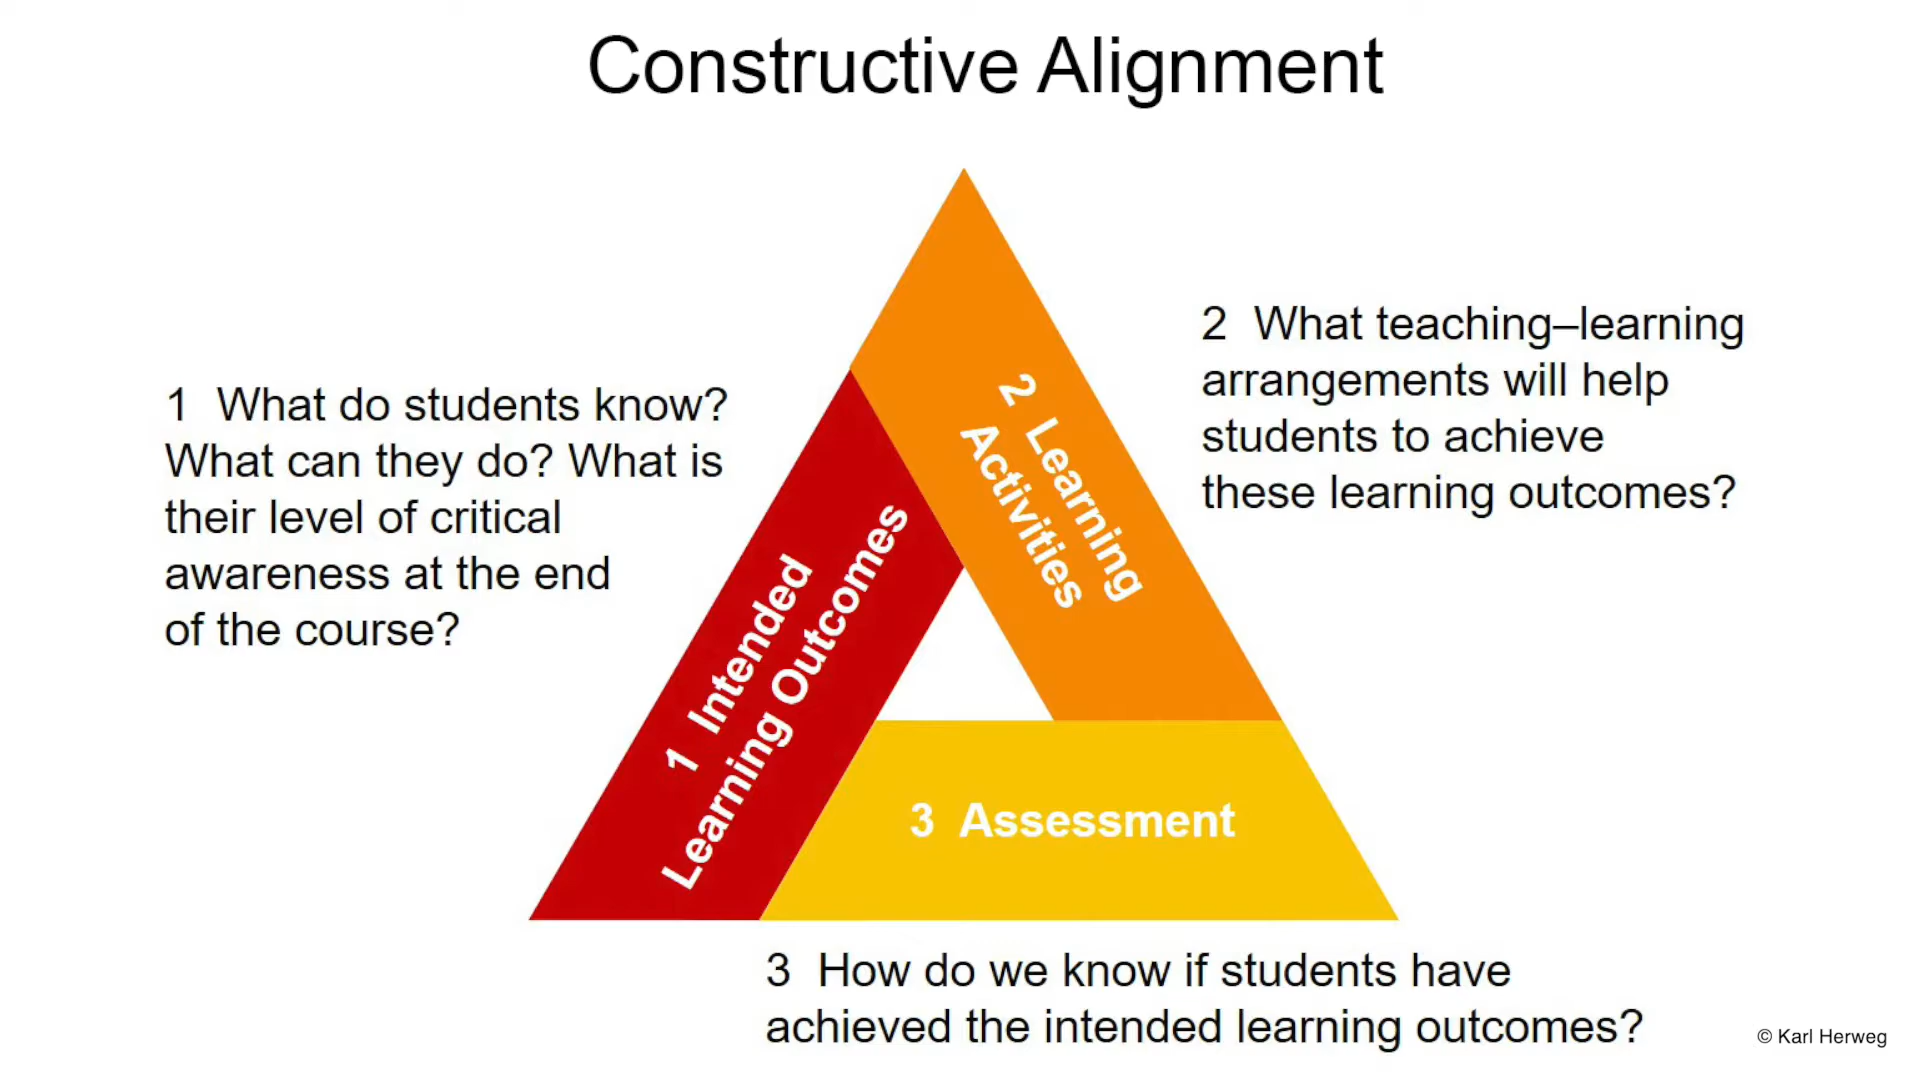 Constructive Alignment
1 What do students know?
What can they do? What is
their level of critical
awareness at the end
of the course?
1 Intended
Learning Outcomes
2 Learning
Activities
2 What teaching–learning
arrangements will help
students to achieve
these learning outcomes?
3 Assessment
3 How do we know if students have
achieved the intended learning outcomes?
© Karl Herweg